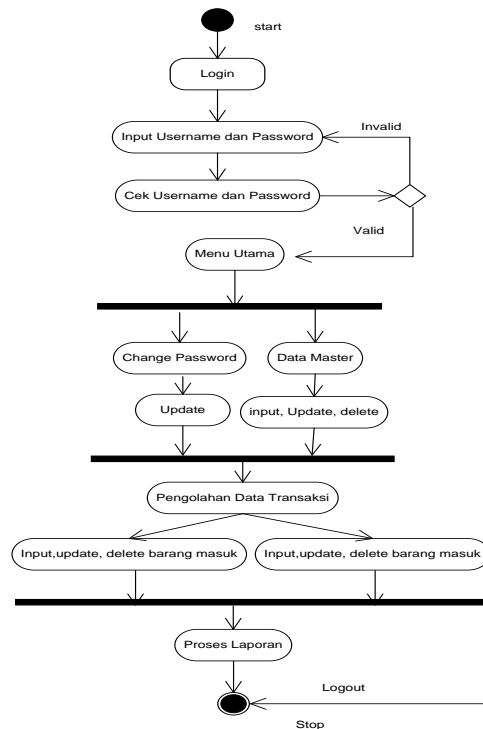 start
Login
Invalid
Input Username dan Password
Cek Username dan Password
Valid
Menu Utama
Change Password
Data Master
Update
input, Update, delete
Pengolahan Data Transaksi
Input,update, delete barang masuk
Input,update, delete barang masuk
Proses Laporan
Logout
Stop